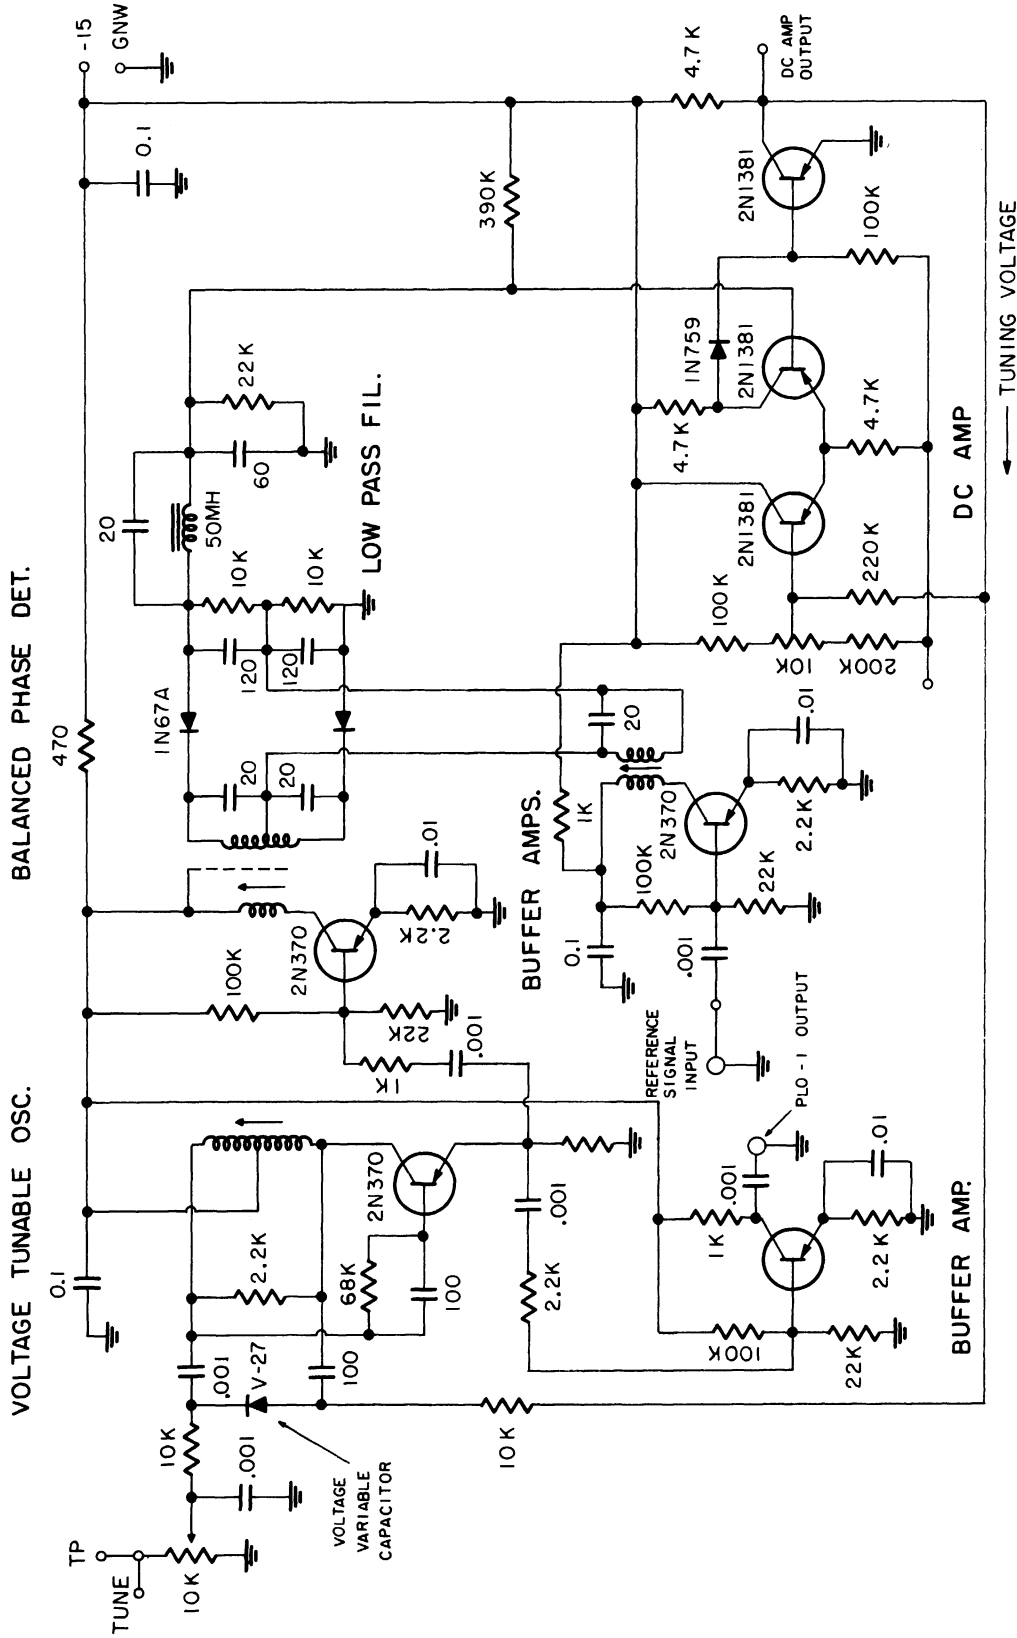 VOLTAGE TUNABLE OSC.
BALANCED PHASE DET.
TP
TUNE
10K
10K
.001
0.1
.001
V-27
100
VOLTAGE
VARIABLE
CAPACITOR
10K
2.2K
68K
100
2N370
.001
2.2K
100K
2N370
22K
1K
.001
2.2K
.01
470
1N67A
20
20
120
120
10K
10K
20
50MH
60
22K
LOW PASS FIL.
0.1
-15
GNW
390K
BUFFER AMPS.
1K
20
0.1
100K
2N370
.001
22K
2.2K
.01
REFERENCE
SIGNAL
INPUT
PLO-1 OUTPUT
.001
1K
100K
22K
2.2K
.01
BUFFER AMP.
100K
10K
200K
220K
2N1381
4.7K
1N759
2N1381
4.7K
2N1381
100K
4.7K
DC AMP
OUTPUT
DC AMP
TUNING VOLTAGE